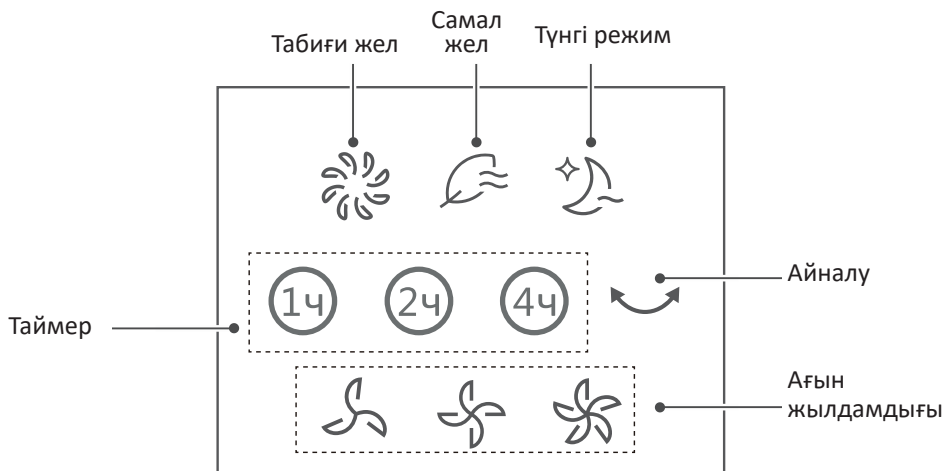 Табиғи жел
Самал
жел
Түнгі режим
1ч
2ч
4ч
Айналу
Таймер
Ағын
жылдамдығы